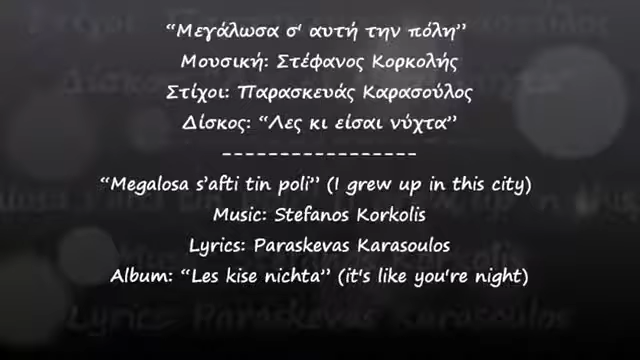 “Μεγάλωσα σ' αυτή την πόλη”
Μουσική: Στέφανος Κορκολής
Στίχοι: Παρασκευάς Καρασούλος
Δίσκος: “Λες κι είσαι νύχτα”
-----------------
“Megalosa s’afti tin poli” (I grew up in this city)
Music: Stefanos Korkolis
Lyrics: Paraskevas Karasoulos
Album: “Les kise nichta” (it's like you're night)